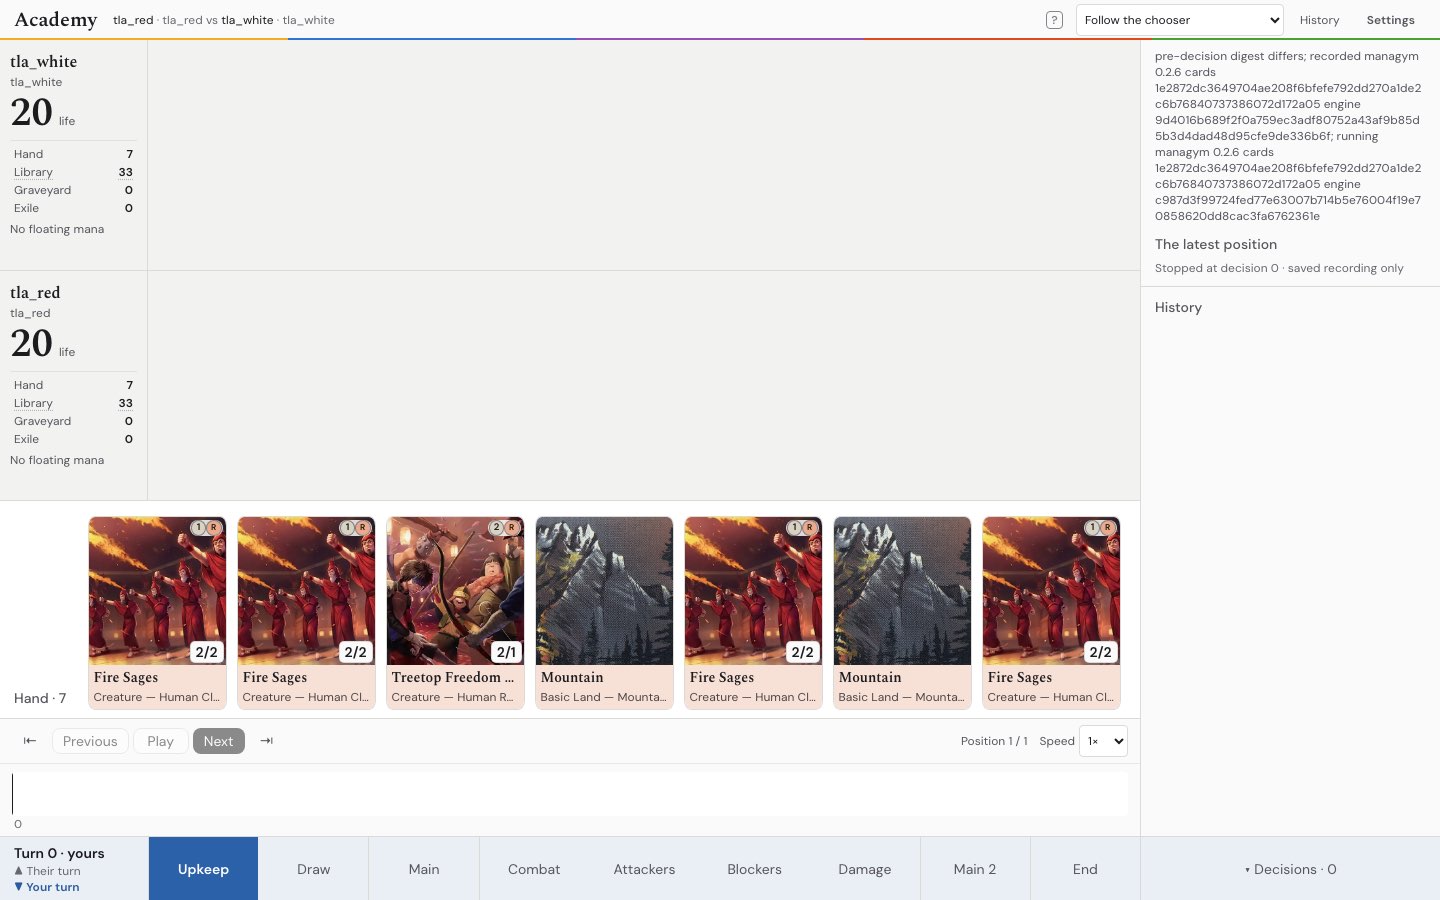 Academy
tla_red · tla_red vs tla_white · tla_white
?
Follow the chooser
History
Settings
tla_white
tla_white
20 life
Hand 7
Library 33
Graveyard 0
Exile 0
No floating mana
tla_red
tla_red
20 life
Hand 7
Library 33
Graveyard 0
Exile 0
No floating mana
pre-decision digest differs; recorded managym
0.2.6 cards
1e2872dc3649704ae208f6bfefe792dd270a1de2
c6b76840737386072d172a05 engine
9d4016b689f2f0a759ec3adf80752a43af9b85d
5b3d4dad48d95cfe9de336b6f; running
managym 0.2.6 cards
1e2872dc3649704ae208f6bfefe792dd270a1de2
c6b76840737386072d172a05 engine
c987d3f99724fed77e63007b714b5e76004f19e7
0858620dd8cac3fa6762361e
The latest position
Stopped at decision 0 · saved recording only
History
Hand · 7
1 R
2/2
Fire Sages
Creature — Human Cl...
1 R
2/2
Fire Sages
Creature — Human Cl...
2 R
2/1
Treetop Freedom ...
Creature — Human R...
Mountain
Basic Land — Mounta...
1 R
2/2
Fire Sages
Creature — Human Cl...
Mountain
Basic Land — Mounta...
1 R
2/2
Fire Sages
Creature — Human Cl...
Previous
Play
Next
Position 1 / 1
Speed
1×
0
Turn 0 · yours
▲ Their turn
▼ Your turn
Upkeep
Draw
Main
Combat
Attackers
Blockers
Damage
Main 2
End
▾ Decisions · 0